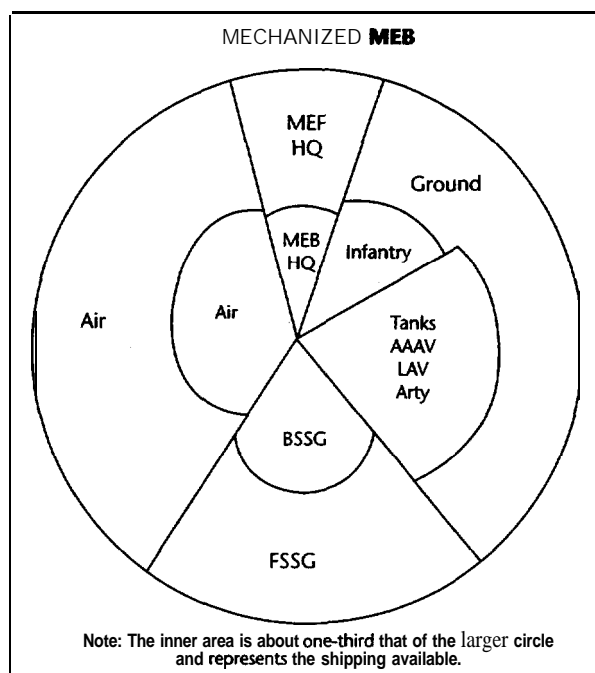 MECHANIZED MEB
MEF
HQ
Ground
MEB
HQ
Infantry
Air
Air
Tanks
AAAV
LAV
Arty
BSSG
FSSG
Note: The inner area is about one-third that of the larger circle
and represents the shipping available.